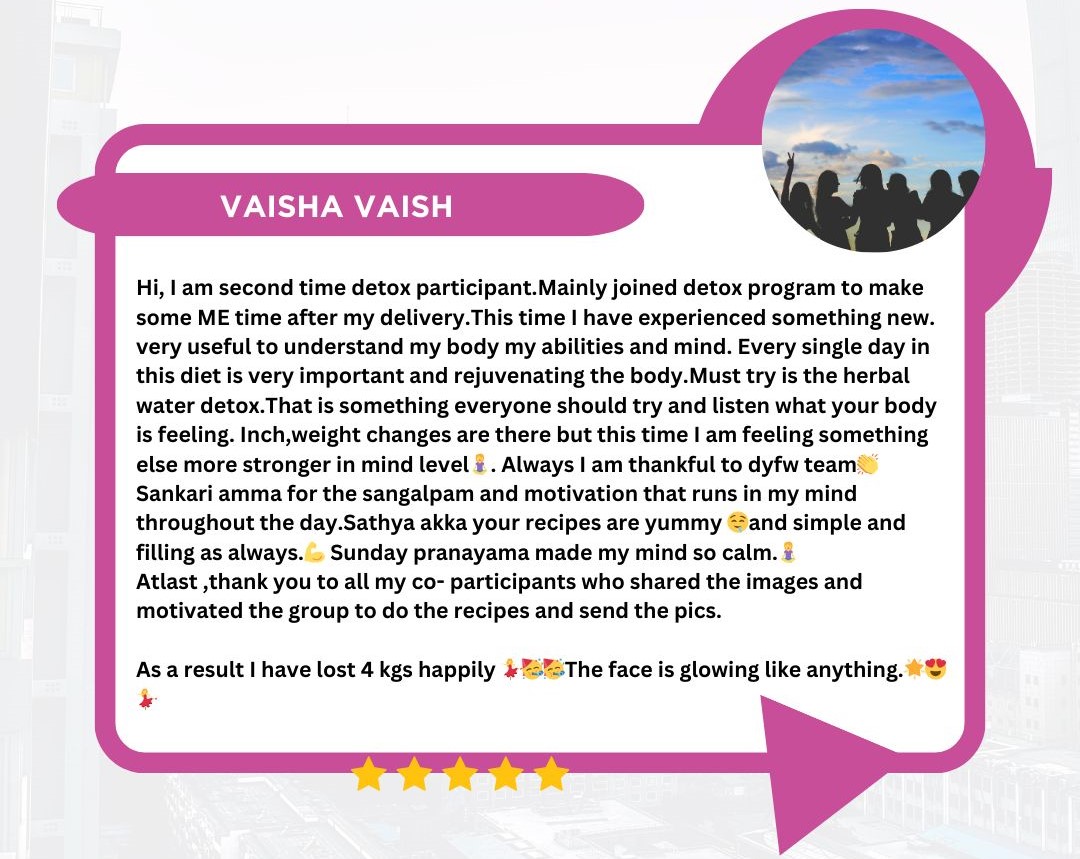 VAISHA VAISH
Hi, I am second time detox participant.Mainly joined detox program to make
some ME time after my delivery.This time I have experienced something new.
very useful to understand my body my abilities and mind. Every single day in
this diet is very important and rejuvenating the body.Must try is the herbal
water detox.That is something everyone should try and listen what your body
is feeling. Inch,weight changes are there but this time I am feeling something
else more stronger in mind level🧘‍♀️. Always I am thankful to dyfw team👏
Sankari amma for the sangalpam and motivation that runs in my mind
throughout the day.Sathya akka your recipes are yummy 😋and simple and
filling as always.💪 Sunday pranayama made my mind so calm.🧘‍♀️
Atlast ,thank you to all my co- participants who shared the images and
motivated the group to do the recipes and send the pics.
As a result I have lost 4 kgs happily 💃🥳🥳The face is glowing like anything.🌟😍
💃